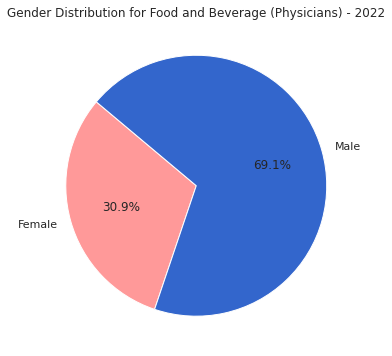 Gender Distribution for Food and Beverage (Physicians) - 2022
Male
69.1%
30.9%
Female